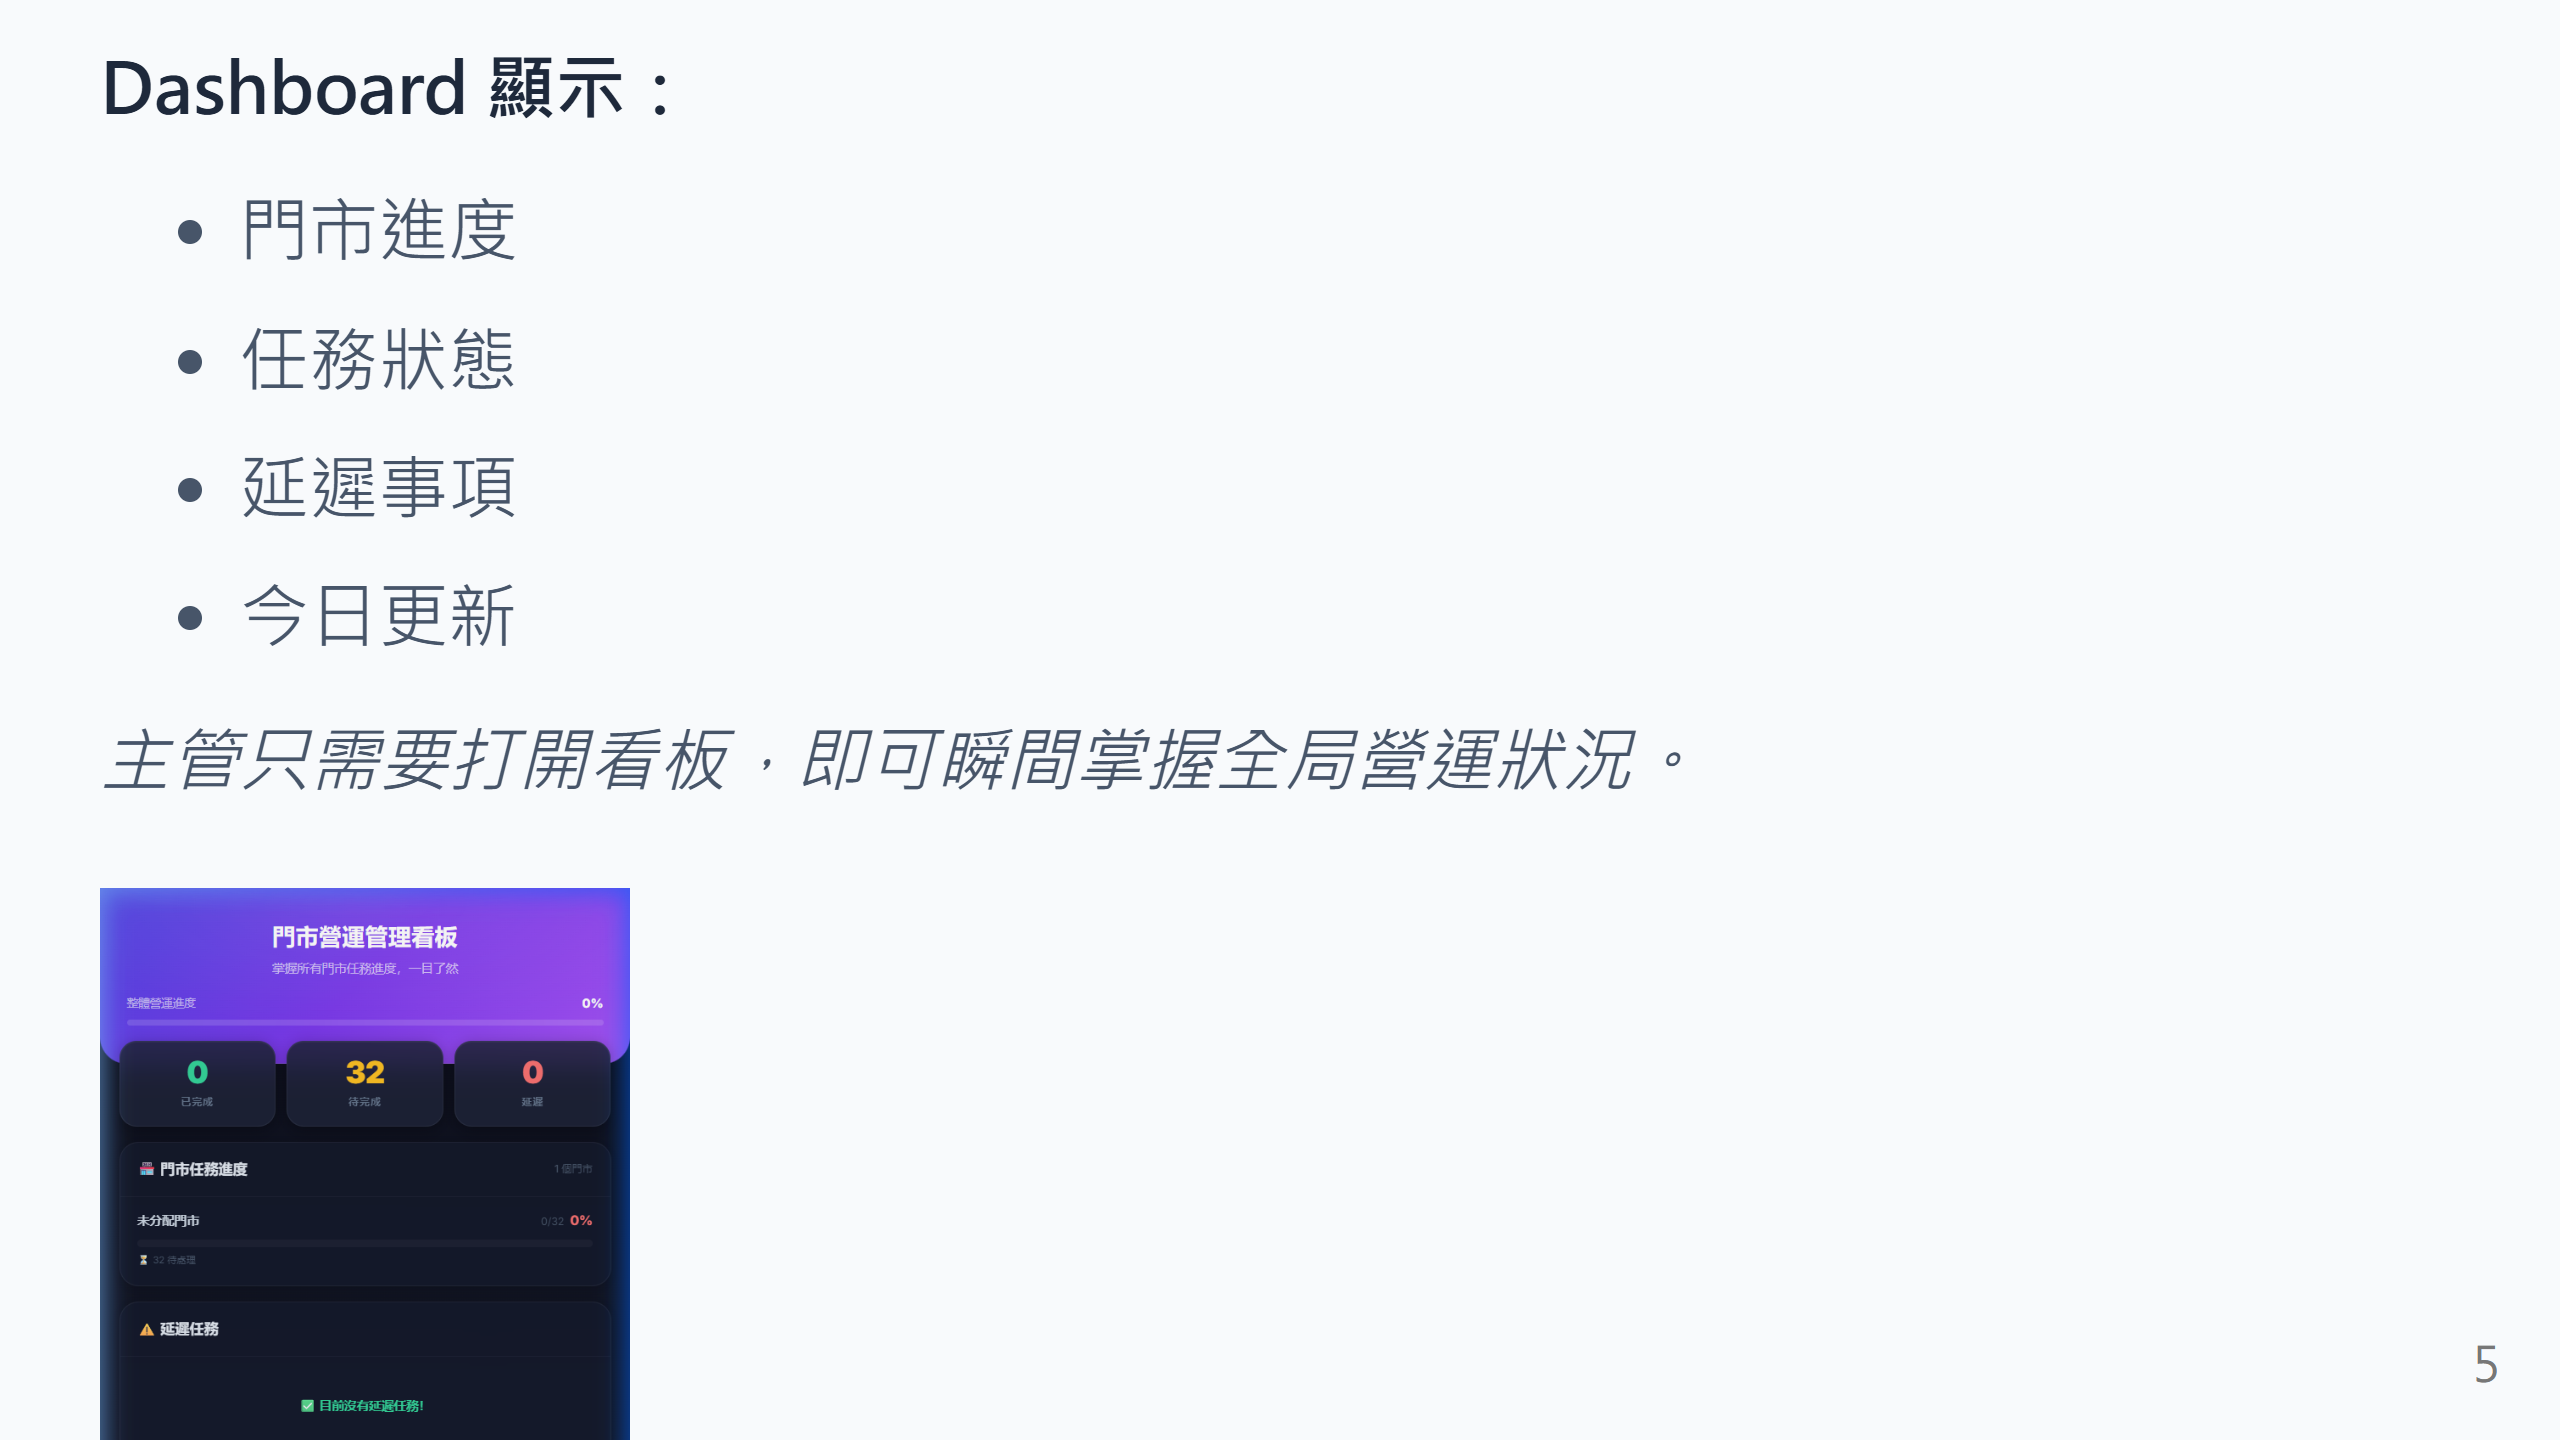 Dashboard 顯示：
• 門市進度
• 任務狀態
• 延遲事項
• 今日更新
主管只需要打開看板，即可瞬間掌握全局營運狀況。
門市營運管理看板
掌握所有門市任務進度，一目了然
整體營運進度 0%
0 32 0
已完成 待完成 延遲
門市任務進度 1 個門市
未分配門市 0/32 0%
⏳ 32 待處理
⚠️ 延遲任務
✅ 目前沒有延遲任務!
5